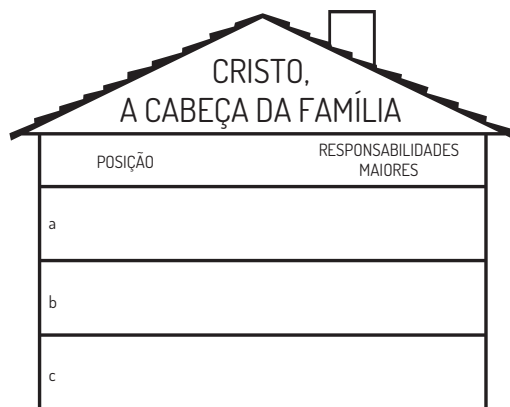 CRISTO,
A CABEÇA DA FAMÍLIA
POSIÇÃO
RESPONSABILIDADES
MAIORES
a
b
c